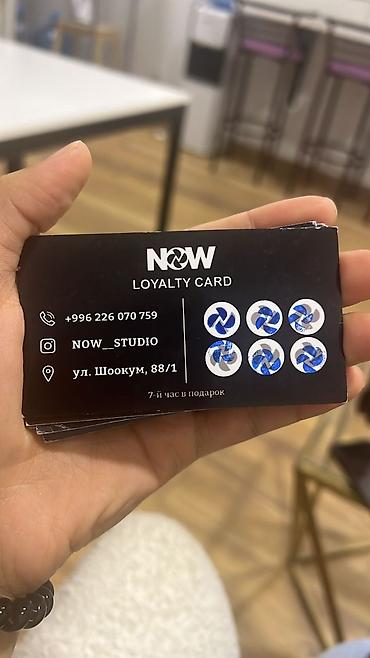 NOW
LOYALTY CARD
+996 226 070 759
NOW__STUDIO
ул. Шоокум, 88/1
7-й час в подарок